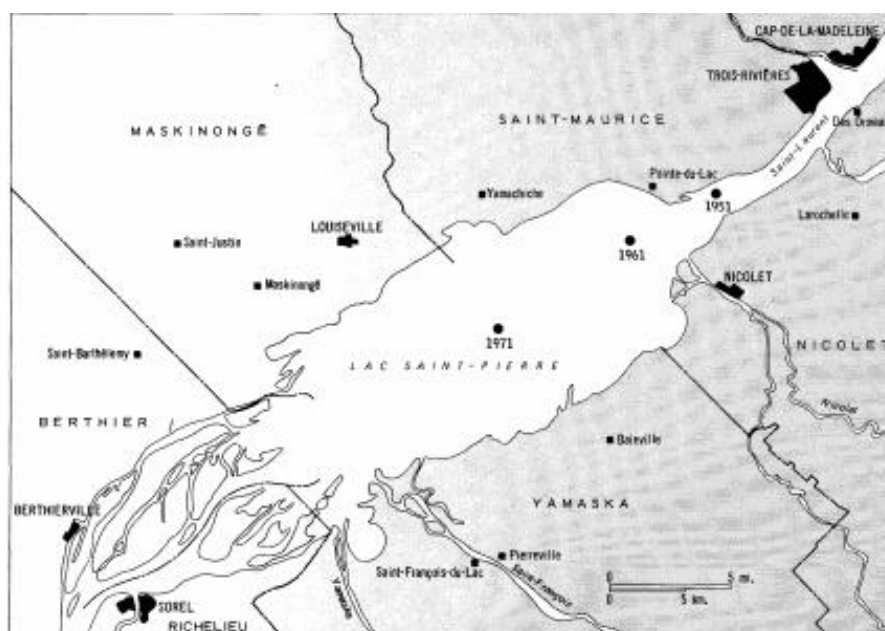 CAP-DE-LA-MADELEINE
TROIS-RIVIÈRES
SAINT-MAURICE
MASKINONGÉ
Saint-Laurent
Pointe-du-Lac
Yamachiche
1951
Larochelle
LOUISEVILLE
Saint-Justin
1961
Maskinongé
NICOLET
1971
NICOLET
Saint-Barthélemy
LAC SAINT-PIERRE
Nicolet
BERTHIER
Baieville
YAMASKA
BERTHIERVILLE
Pierreville
Saint-François-du-Lac
Saint-François
0 5 mi.
0 5 km.
Yamaska
SOREL
RICHELIEU